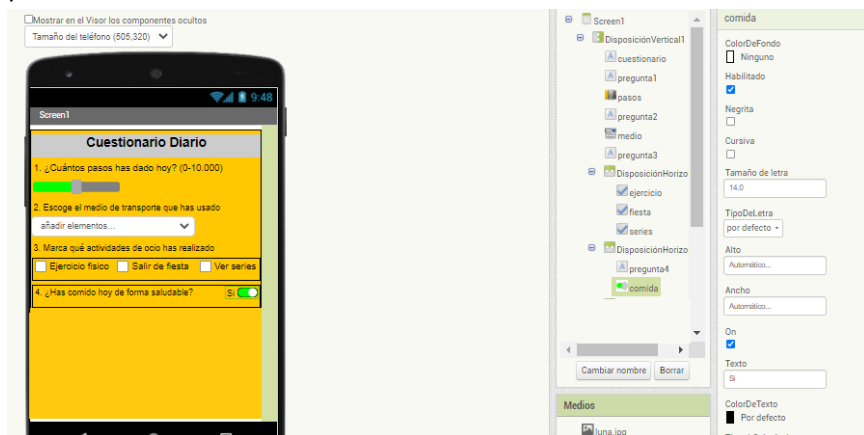 Mostrar en el Visor los componentes ocultos
Tamaño del teléfono (505,320)
9:48
Screen1
Cuestionario Diario
1. ¿Cuántos pasos has dado hoy? (0-10.000)
2. Escoge el medio de transporte que has usado
añadir elementos...
3. Marca qué actividades de ocio has realizado
Ejercicio físico
Salir de fiesta
Ver series
4. ¿Has comido hoy de forma saludable?
Si
Screen1
DisposiciónVertical1
cuestionario
pregunta1
pasos
pregunta2
medio
pregunta3
DisposiciónHorizo
ejercicio
fiesta
series
DisposiciónHorizo
pregunta4
comida
Cambiar nombre
Borrar
Medios
luna.jpg
comida
ColorDeFondo
Ninguno
Habilitado
Negrita
Cursiva
Tamaño de letra
14.0
TipoDeLetra
por defecto
Alto
Automático...
Ancho
Automático...
On
Texto
Si
ColorDeTexto
Por defecto